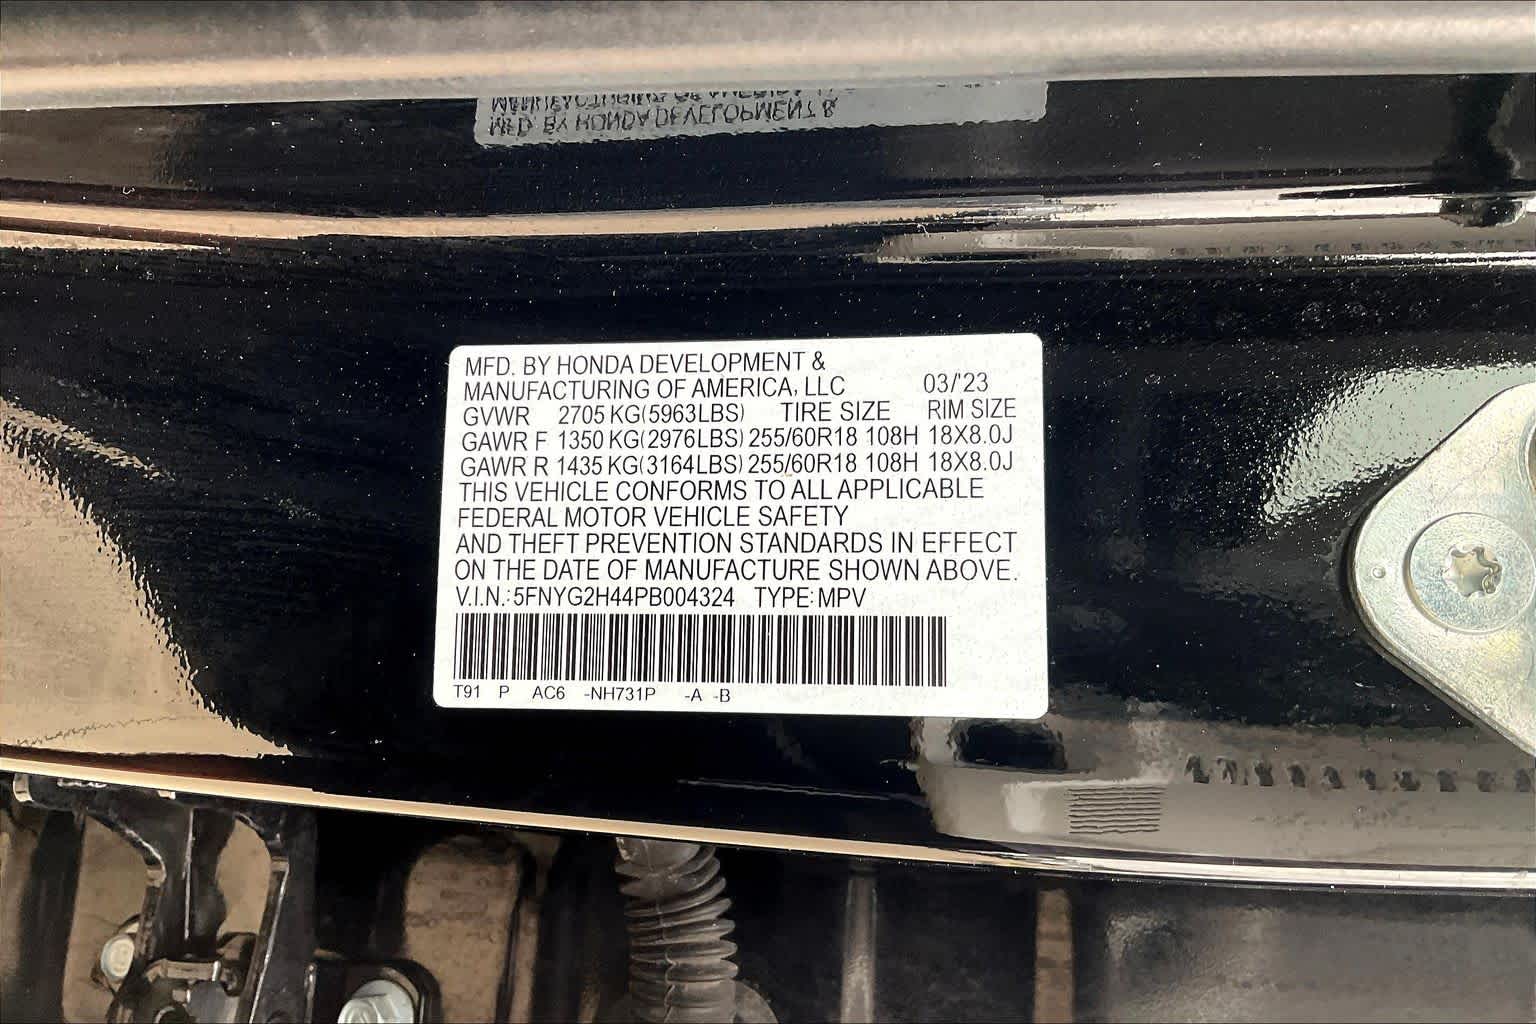 MFD. BY HONDA DEVELOPMENT &
MANUFACTURING OF AMERICA, LLC 03/'23
GVWR 2705 KG(5963LBS) TIRE SIZE RIM SIZE
GAWR F 1350 KG(2976LBS) 255/60R18 108H 18X8.0J
GAWR R 1435 KG(3164LBS) 255/60R18 108H 18X8.0J
THIS VEHICLE CONFORMS TO ALL APPLICABLE
FEDERAL MOTOR VEHICLE SAFETY
AND THEFT PREVENTION STANDARDS IN EFFECT
ON THE DATE OF MANUFACTURE SHOWN ABOVE.
V.I.N.:5FNYG2H44PB004324 TYPE:MPV
T91 P AC6 -NH731P -A -B